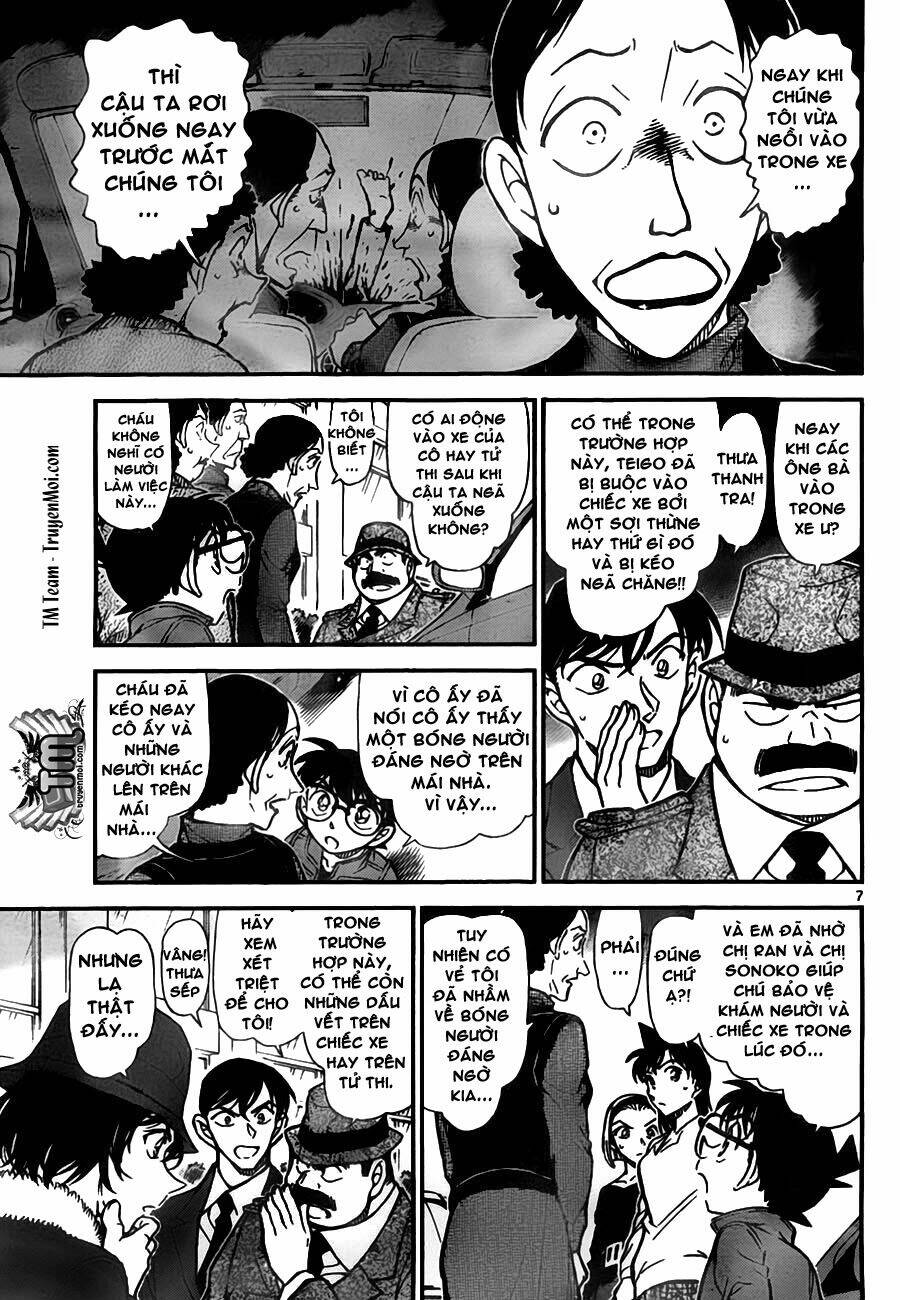 NGAY KHI
CHÚNG
TÔI VỪA
NGỒI VÀO
TRONG XE
...
THÌ
CẬU TA RƠI
XUỐNG NGAY
TRƯỚC MẮT
CHÚNG TÔI
...
NGAY
KHI CÁC
ÔNG BÀ
VÀO TRONG
XE Ư?
THƯA
THANH
TRA!
CÓ THỂ TRONG
TRƯỜNG HỢP
NÀY, TEIGO ĐÃ
BỊ BUỘC VÀO
CHIẾC XE BỞI
MỘT SỢI THỪNG
HAY THỨ GÌ ĐÓ
VÀ BỊ KÉO
NGÃ CHĂNG!!
CÓ AI ĐỘNG
VÀO XE CỦA
CÔ HAY TỬ
THI SAU KHI
CẬU TA NGÃ
XUỐNG
KHÔNG?
TÔI
KHÔNG
BIẾT
...
CHÁU
KHÔNG
NGHĨ CÓ
NGƯỜI
LÀM VIỆC
NÀY...
VÌ CÔ ẤY ĐÃ
NÓI CÔ ẤY THẤY
MỘT BÓNG NGƯỜI
ĐÁNG NGỜ TRÊN
MÁI NHÀ.
VÌ VẬY...
CHÁU ĐÃ
KÉO NGAY
CÔ ẤY VÀ
NHỮNG
NGƯỜI KHÁC
LÊN TRÊN
MÁI
NHÀ...
7
VÀ EM ĐÃ NHỜ
CHỊ RAN VÀ CHỊ
SONOKO GIÚP
CHÚ BẢO VỆ
KHÁM NGƯỜI VÀ
CHIẾC XE TRONG
LÚC ĐÓ...
ĐÚNG
CHỨ
Ạ?!
PHẢI
...
TUY
NHIÊN CÓ
VẺ TÔI
ĐÃ NHẦM
VỀ BÓNG
NGƯỜI
ĐÁNG
NGỜ
KIA...
TRONG
TRƯỜNG
HỢP NÀY,
CÓ THỂ CÒN
NHỮNG DẤU
VẾT TRÊN
CHIẾC XE
HAY TRÊN
TỬ THI.
HÃY
XEM
XÉT
TRIỆT
ĐỂ CHO
TÔI!
VÂNG!
THƯA
SẾP
NHƯNG
LẠ
THẬT
ĐẤY...
TM Team - TruyenMoi.com
TM
truyenmoi.com